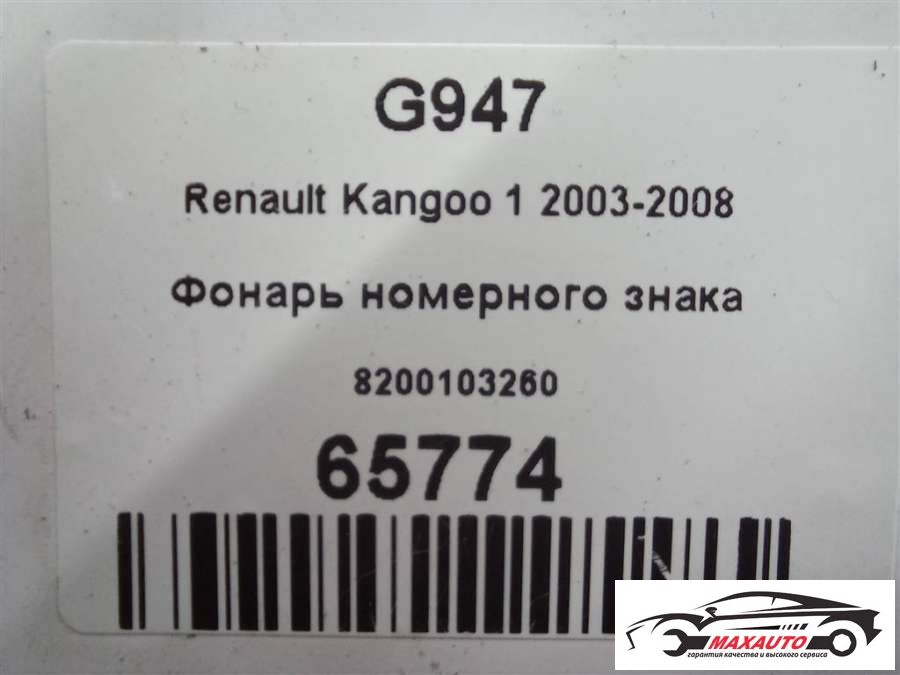 G947
Renault Kangoo 1 2003-2008
Фонарь номерного знака
8200103260
65774
MAXAUTO
гарантия качества и высокого сервиса